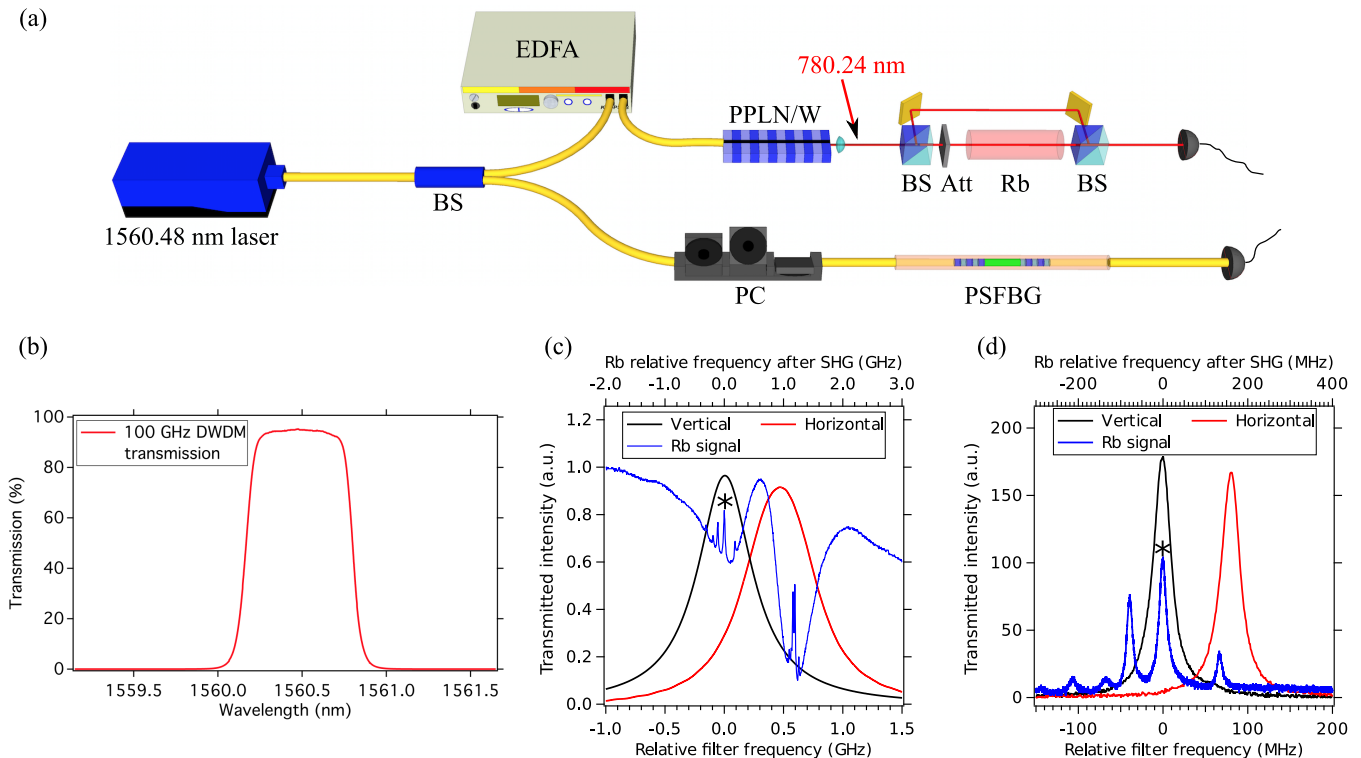 (a)
EDFA
780.24 nm
PPLN/W
BS
Att
Rb
BS
1560.48 nm laser
BS
PC
PSFBG
(b)
100
80
60
40
20
0
Transmission (%)
100 GHz DWDM
transmission
1559.5
1560.0
1560.5
1561.0
1561.5
Wavelength (nm)
(c)
Rb relative frequency after SHG (GHz)
-2.0
-1.0
0.0
1.0
2.0
3.0
1.2
1.0
0.8
0.6
0.4
0.2
0.0
Transmitted intensity (a.u.)
Vertical
Horizontal
Rb signal
*
-1.0
-0.5
0.0
0.5
1.0
1.5
Relative filter frequency (GHz)
(d)
Rb relative frequency after SHG (MHz)
-200
0
200
400
200
150
100
50
0
Transmitted intensity (a.u.)
Vertical
Horizontal
Rb signal
*
-100
0
100
200
Relative filter frequency (MHz)